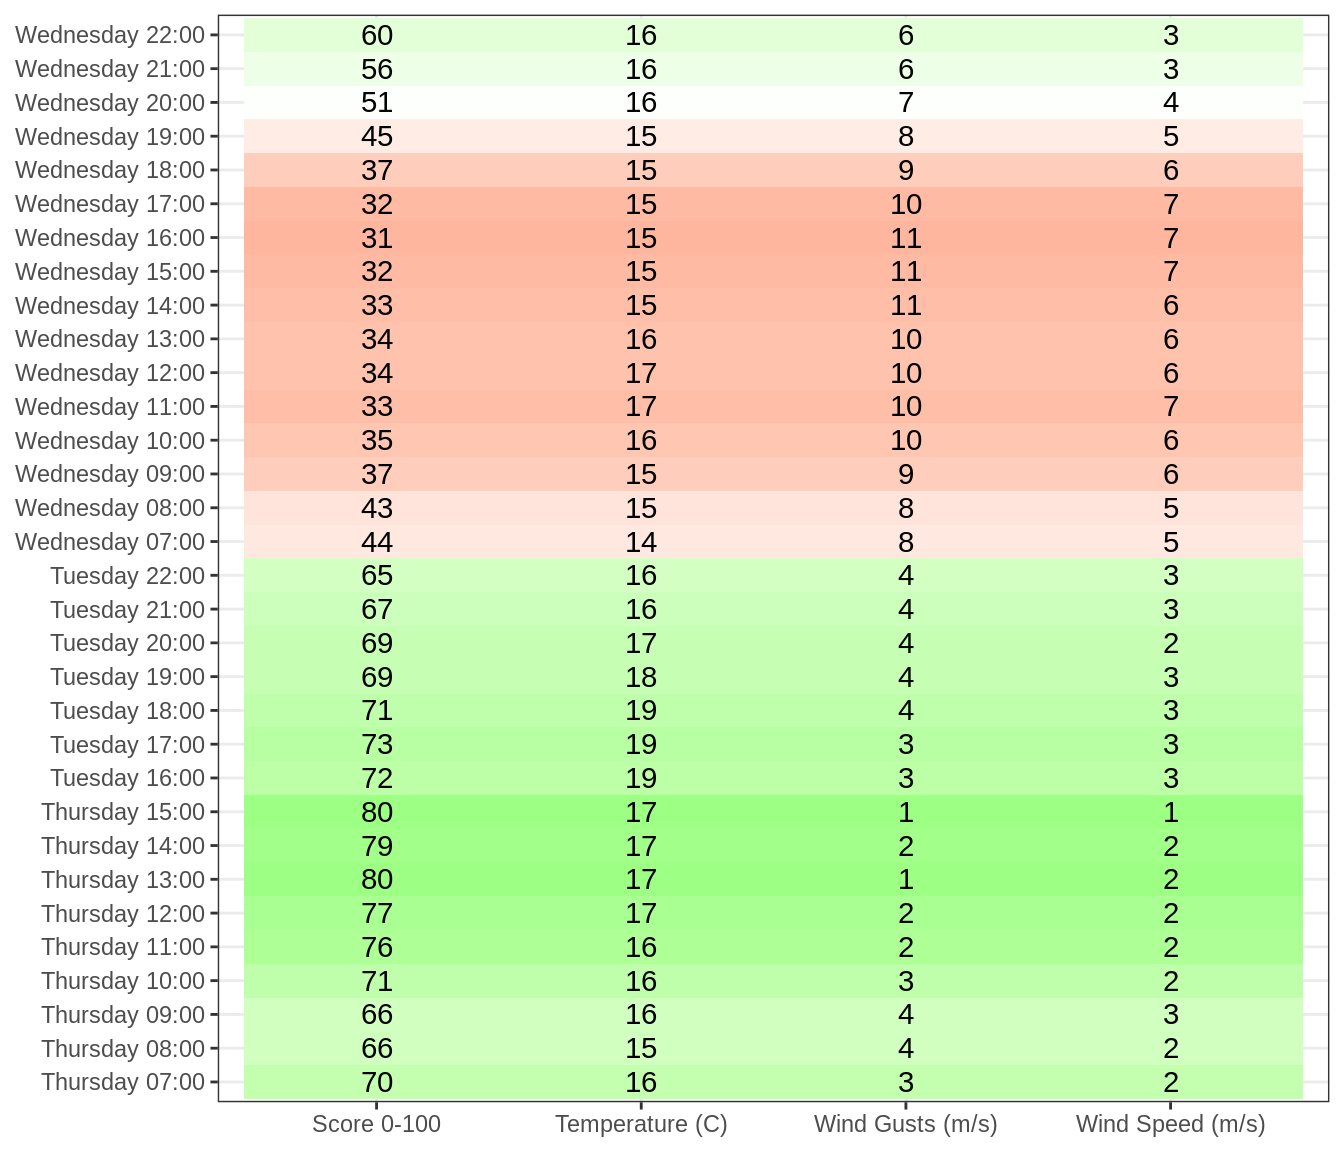 Wednesday 22:00 60 16 6 3
Wednesday 21:00 56 16 6 3
Wednesday 20:00 51 16 7 4
Wednesday 19:00 45 15 8 5
Wednesday 18:00 37 15 9 6
Wednesday 17:00 32 15 10 7
Wednesday 16:00 31 15 11 7
Wednesday 15:00 32 15 11 7
Wednesday 14:00 33 15 11 6
Wednesday 13:00 34 16 10 6
Wednesday 12:00 34 17 10 6
Wednesday 11:00 33 17 10 7
Wednesday 10:00 35 16 10 6
Wednesday 09:00 37 15 9 6
Wednesday 08:00 43 15 8 5
Wednesday 07:00 44 14 8 5
Tuesday 22:00 65 16 4 3
Tuesday 21:00 67 16 4 3
Tuesday 20:00 69 17 4 2
Tuesday 19:00 69 18 4 3
Tuesday 18:00 71 19 4 3
Tuesday 17:00 73 19 3 3
Tuesday 16:00 72 19 3 3
Thursday 15:00 80 17 1 1
Thursday 14:00 79 17 2 2
Thursday 13:00 80 17 1 2
Thursday 12:00 77 17 2 2
Thursday 11:00 76 16 2 2
Thursday 10:00 71 16 3 2
Thursday 09:00 66 16 4 3
Thursday 08:00 66 15 4 2
Thursday 07:00 70 16 3 2
Score 0-100 Temperature (C) Wind Gusts (m/s) Wind Speed (m/s)